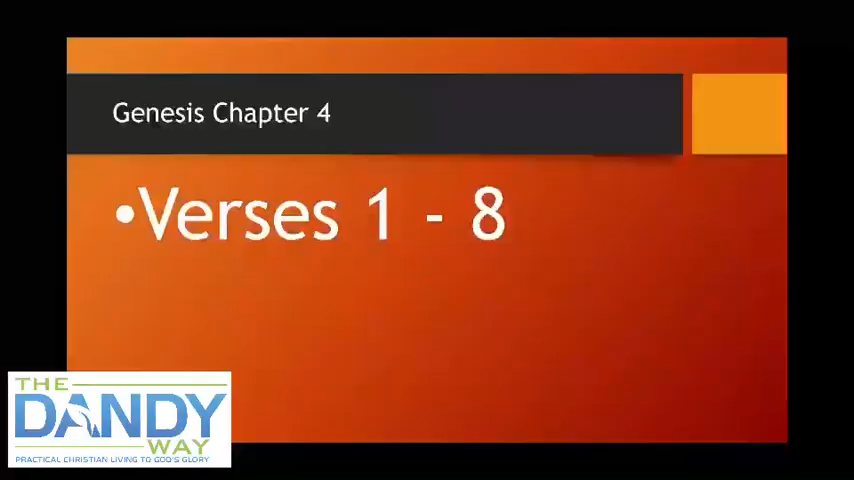 Genesis Chapter 4
•Verses 1 - 8
THE
DANDY
WAY
PRACTICAL CHRISTIAN LIVING TO GOD'S GLORY